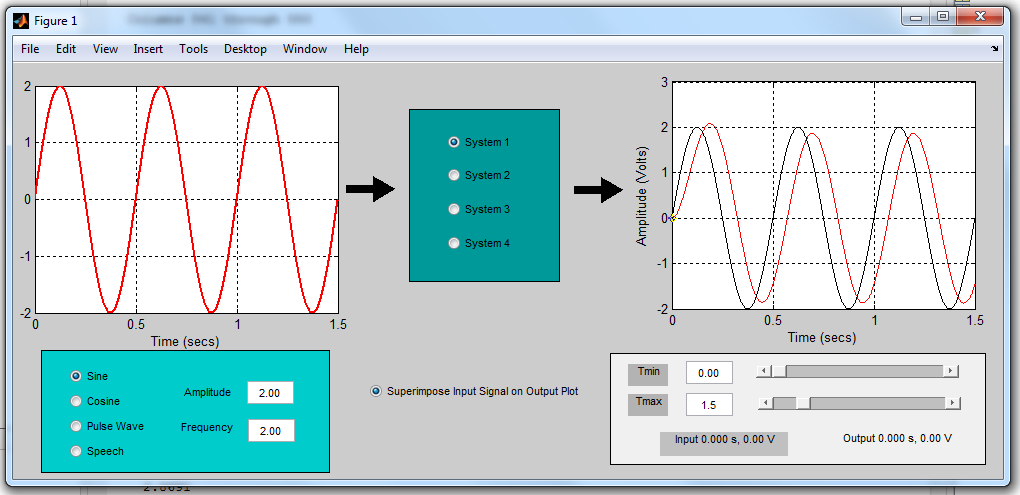 Figure 1
File Edit View Insert Tools Desktop Window Help
2
1
0
-1
-2
0 0.5 1 1.5
Time (secs)
System 1
System 2
System 3
System 4
Amplitude (Volts)
3
2
1
0
-1
-2
0 0.5 1 1.5
Time (secs)
Sine
Cosine
Pulse Wave
Speech
Amplitude 2.00
Frequency 2.00
Superimpose Input Signal on Output Plot
Tmin 0.00
Tmax 1.5
Input 0.000 s, 0.00 V
Output 0.000 s, 0.00 V